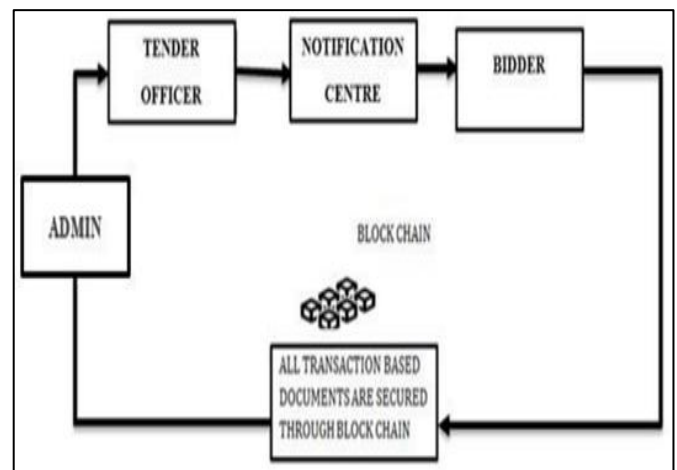 TENDER
OFFICER
NOTIFICATION
CENTRE
BIDDER
ADMIN
BLOCK CHAIN
ALL TRANSACTION BASED
DOCUMENTS ARE SECURED
THROUGH BLOCK CHAIN